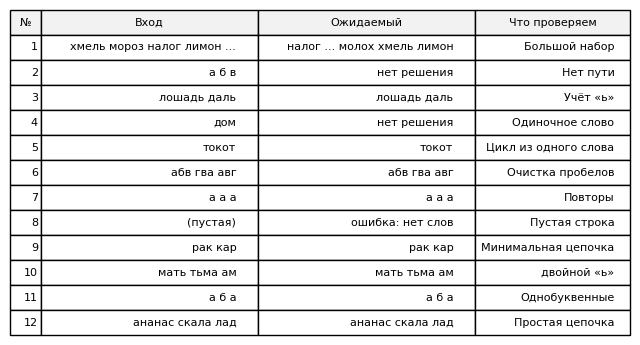 № Вход Ожидаемый Что проверяем
1 хмель мороз налог лимон ... налог ... молох хмель лимон Большой набор
2 а б в нет решения Нет пути
3 лошадь даль лошадь даль Учёт «ь»
4 дом нет решения Одиночное слово
5 токот токот Цикл из одного слова
6 абв гва авг абв гва авг Очистка пробелов
7 а а а а а а Повторы
8 (пустая) ошибка: нет слов Пустая строка
9 рак кар рак кар Минимальная цепочка
10 мать тьма ам мать тьма ам двойной «ь»
11 а б а а б а Однобуквенные
12 ананас скала лад ананас скала лад Простая цепочка